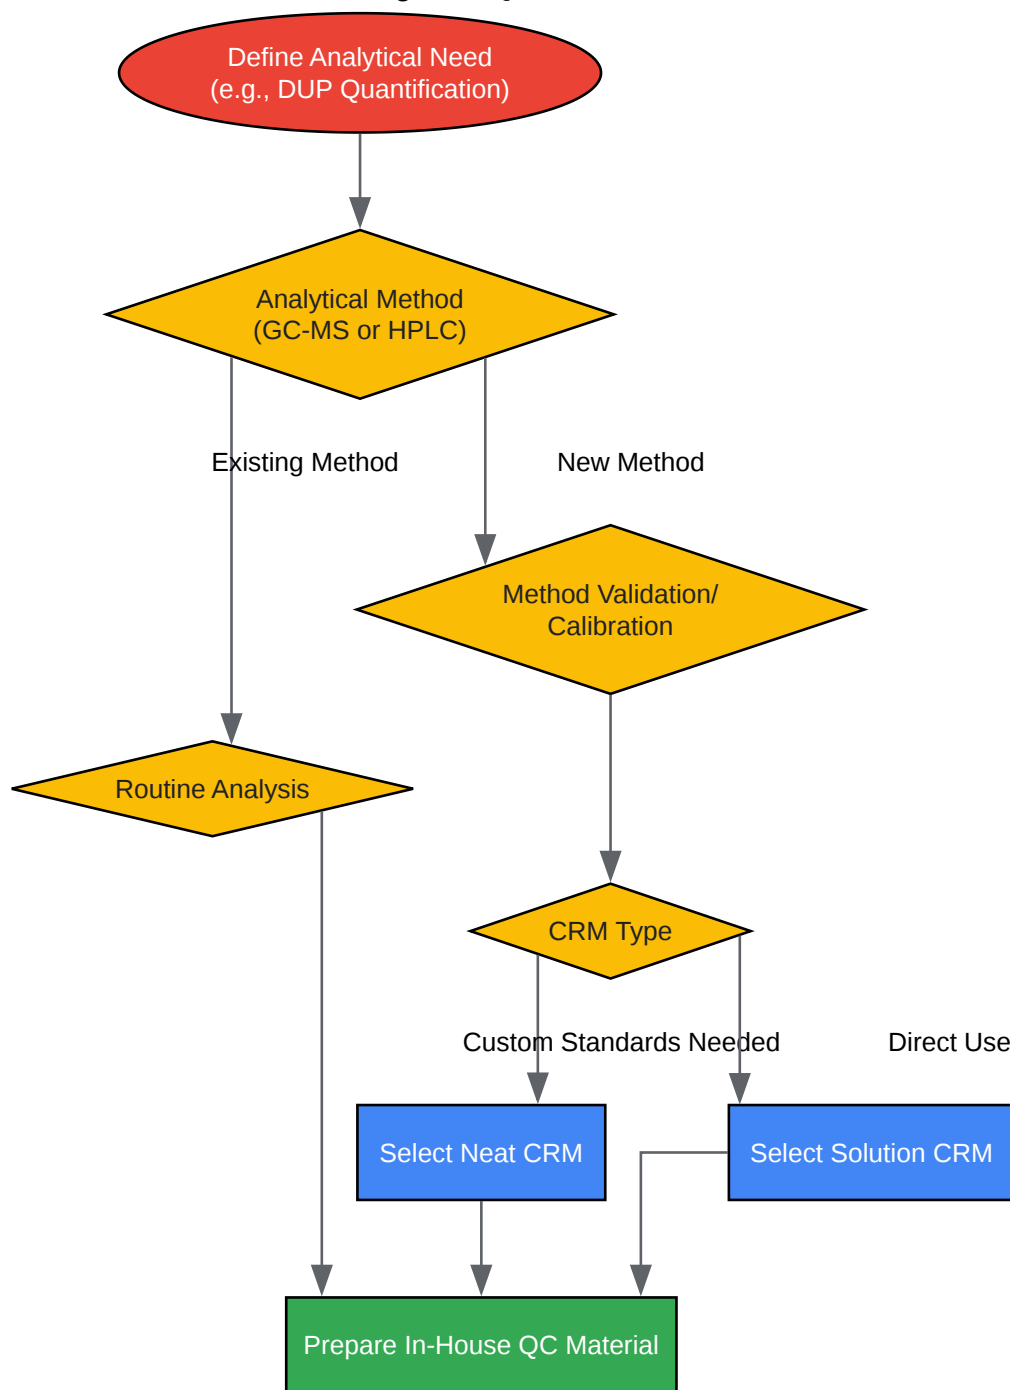 Define Analytical Need
(e.g., DUP Quantification)
Analytical Method
(GC-MS or HPLC)
Existing Method
New Method
Method Validation/
Calibration
Routine Analysis
CRM Type
Custom Standards Needed
Direct Use
Select Neat CRM
Select Solution CRM
Prepare In-House QC Material